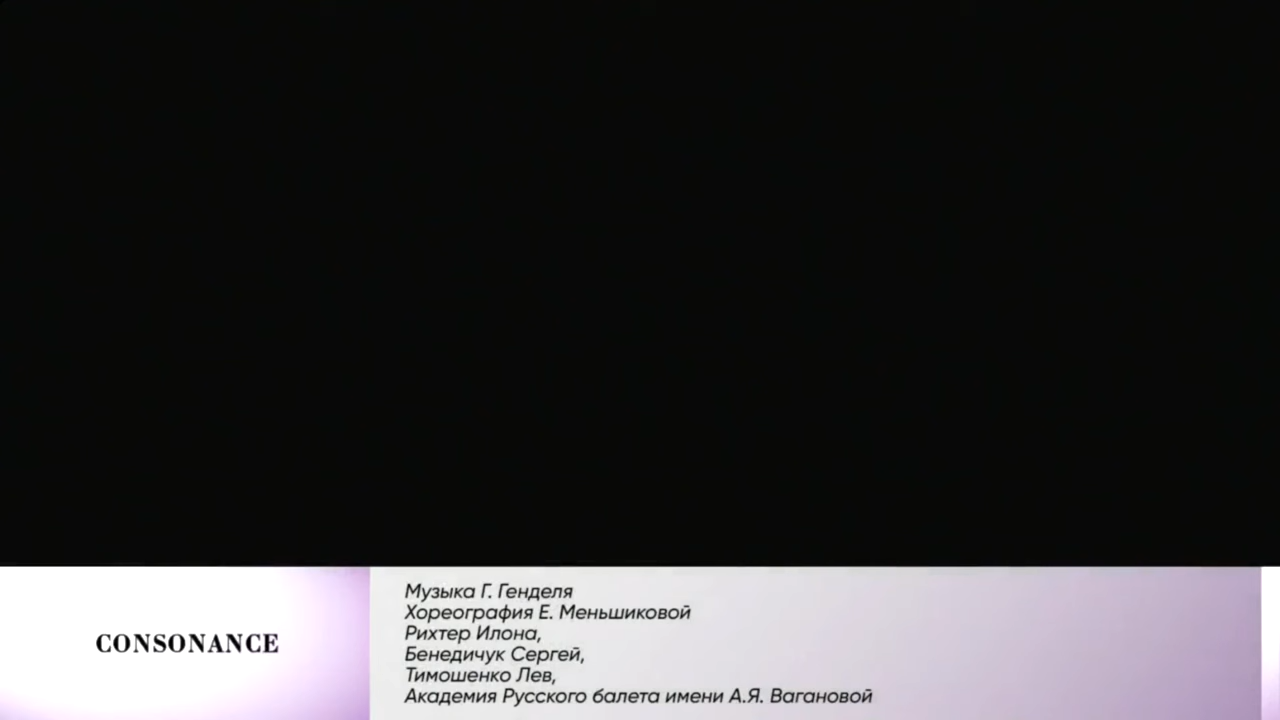 CONSONANCE
Музыка Г. Генделя
Хореография Е. Меньшиковой
Рихтер Илона,
Бенедичук Сергей,
Тимошенко Лев,
Академия Русского балета имени А.Я. Вагановой